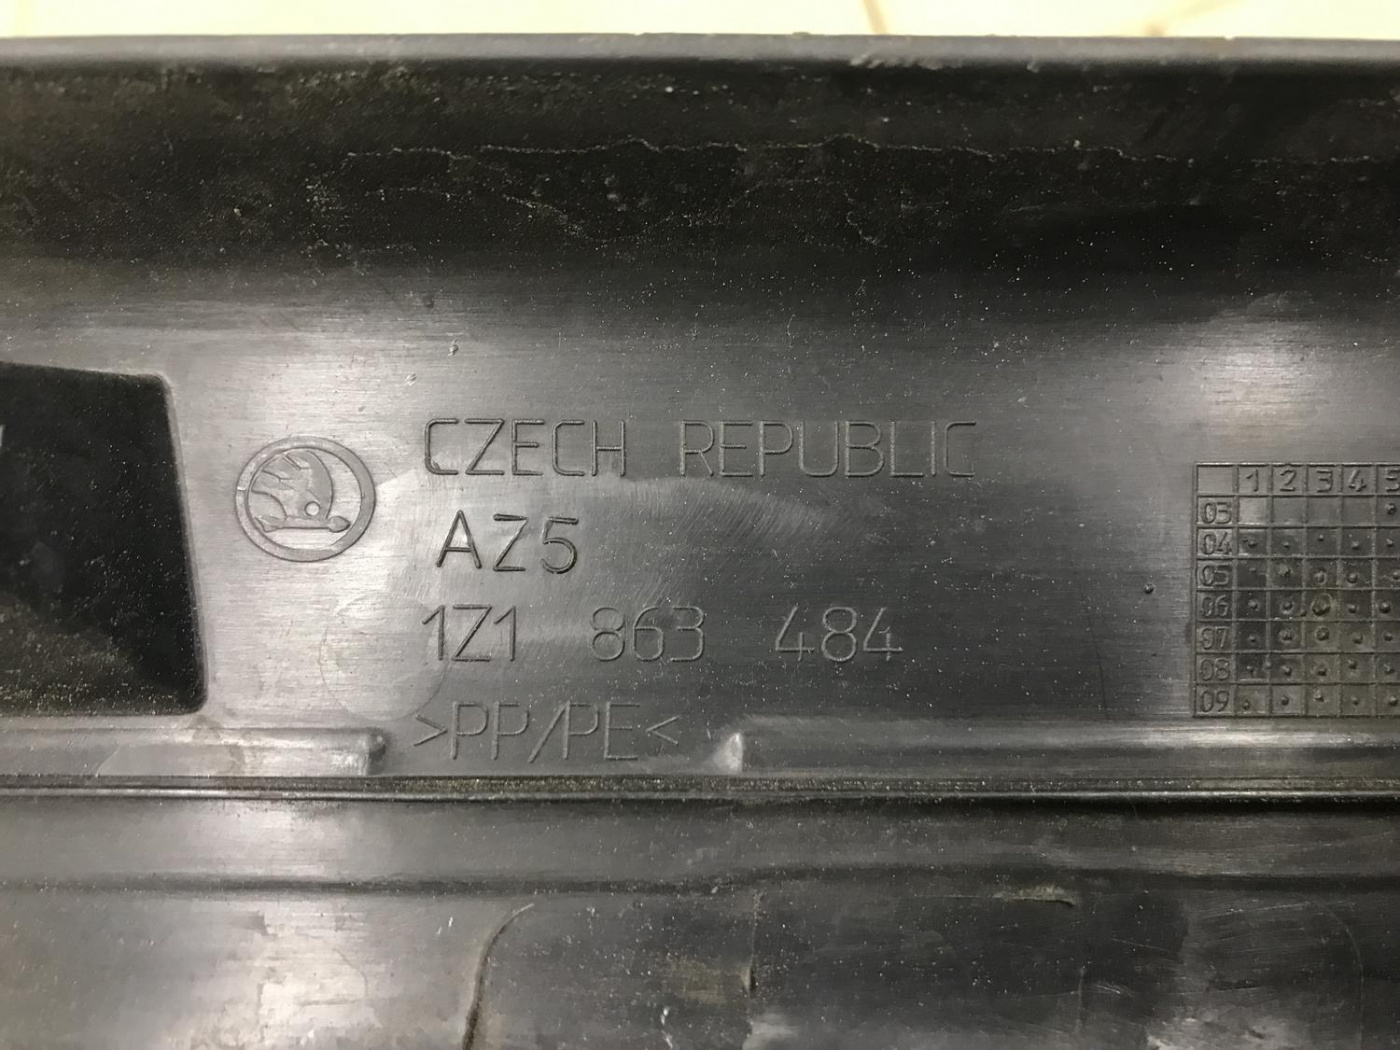 CZECH REPUBLIC
AZ5
1Z1 863 484
>PP/PE<
1 2 3 4 5
03
04
05
06
07
08
09